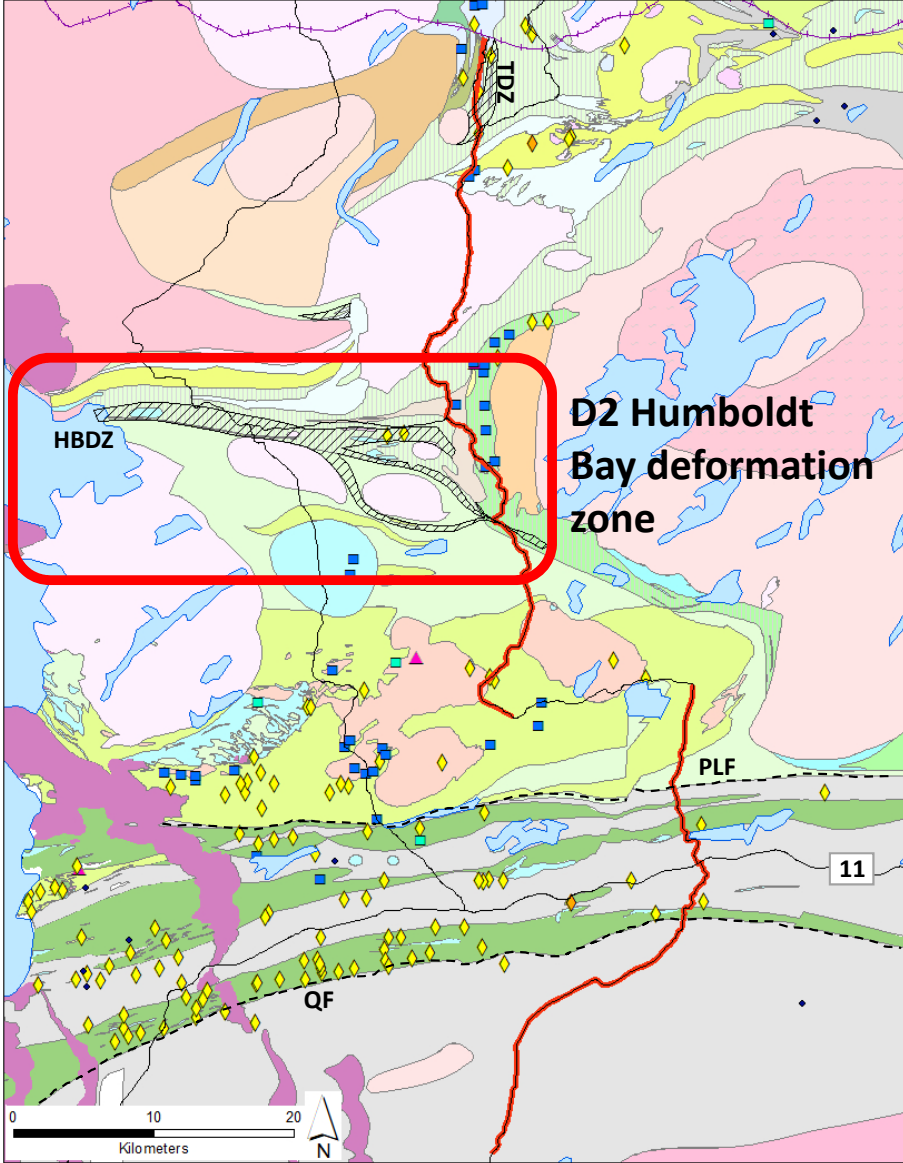 TDZ
HBDZ
D2 Humboldt
Bay deformation
zone
PLF
11
QF
0 10 20
Kilometers
N